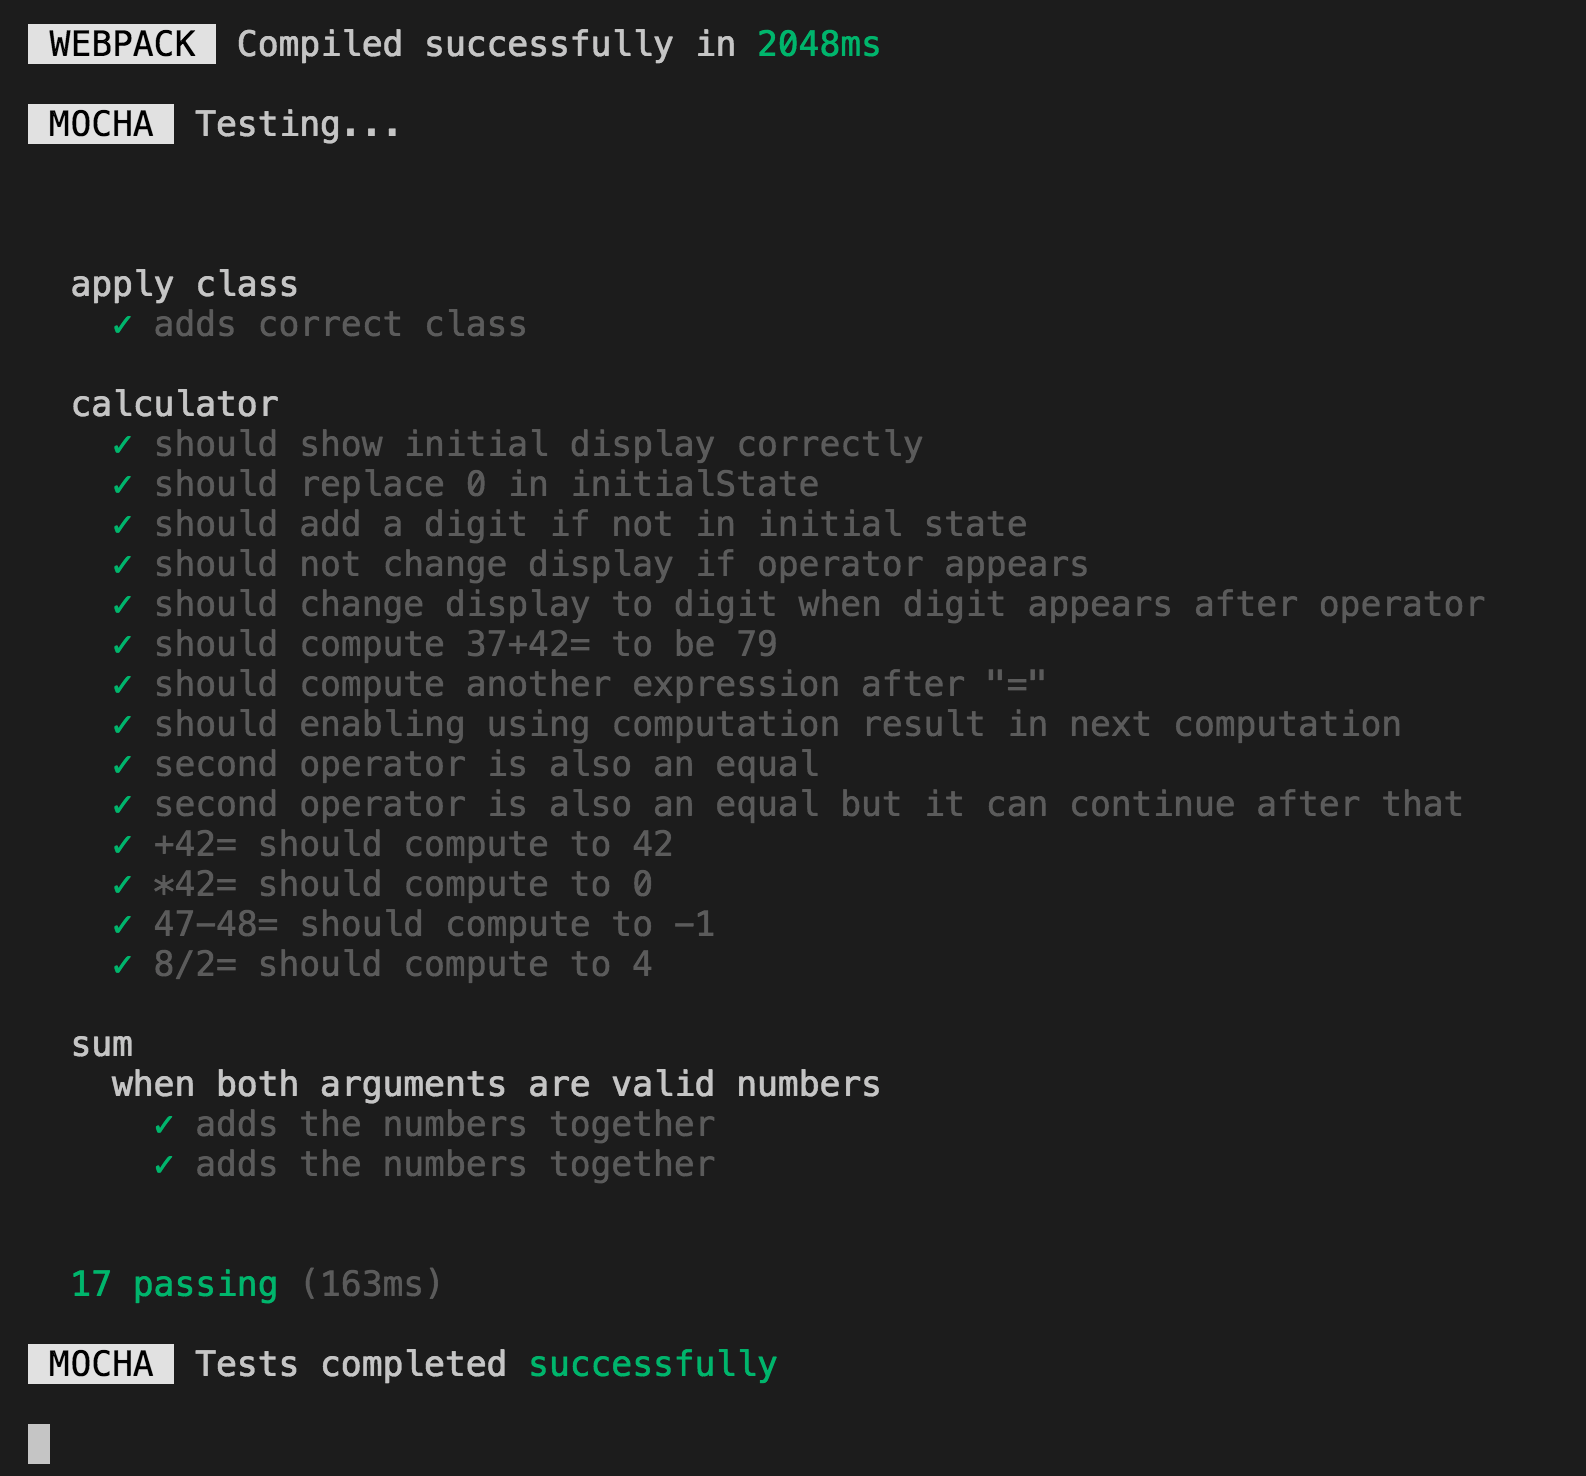 WEBPACK Compiled successfully in 2048ms
MOCHA Testing...
apply class
✓ adds correct class
calculator
✓ should show initial display correctly
✓ should replace 0 in initialState
✓ should add a digit if not in initial state
✓ should not change display if operator appears
✓ should change display to digit when digit appears after operator
✓ should compute 37+42= to be 79
✓ should compute another expression after "="
✓ should enabling using computation result in next computation
✓ second operator is also an equal
✓ second operator is also an equal but it can continue after that
✓ +42= should compute to 42
✓ *42= should compute to 0
✓ 47-48= should compute to -1
✓ 8/2= should compute to 4
sum
when both arguments are valid numbers
✓ adds the numbers together
✓ adds the numbers together
17 passing (163ms)
MOCHA Tests completed successfully